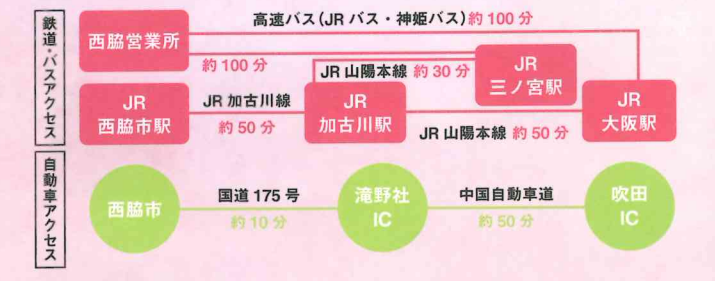 鉄道・バスアクセス
高速バス(JRバス・神姫バス)約100分
西脇営業所
約100分
JR山陽本線 約30分
JR
三ノ宮駅
JR
西脇市駅
JR加古川線
約50分
JR
加古川駅
JR山陽本線 約50分
JR
大阪駅
自動車アクセス
西脇市
国道175号
約10分
滝野社
IC
中国自動車道
約50分
吹田
IC